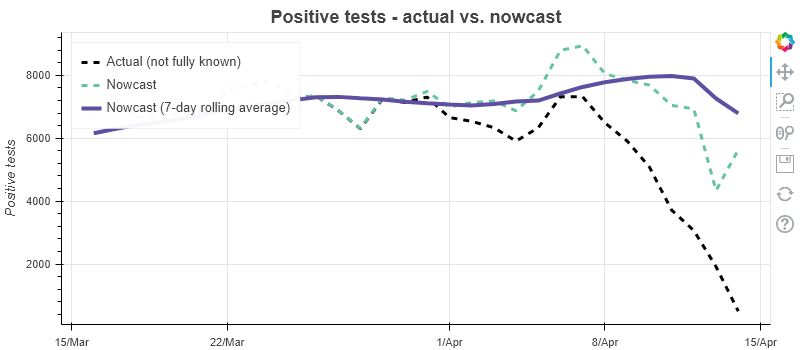 Positive tests - actual vs. nowcast
Actual (not fully known)
Nowcast
Nowcast (7-day rolling average)
Positive tests
8000
6000
4000
2000
15/Mar
22/Mar
1/Apr
8/Apr
15/Apr